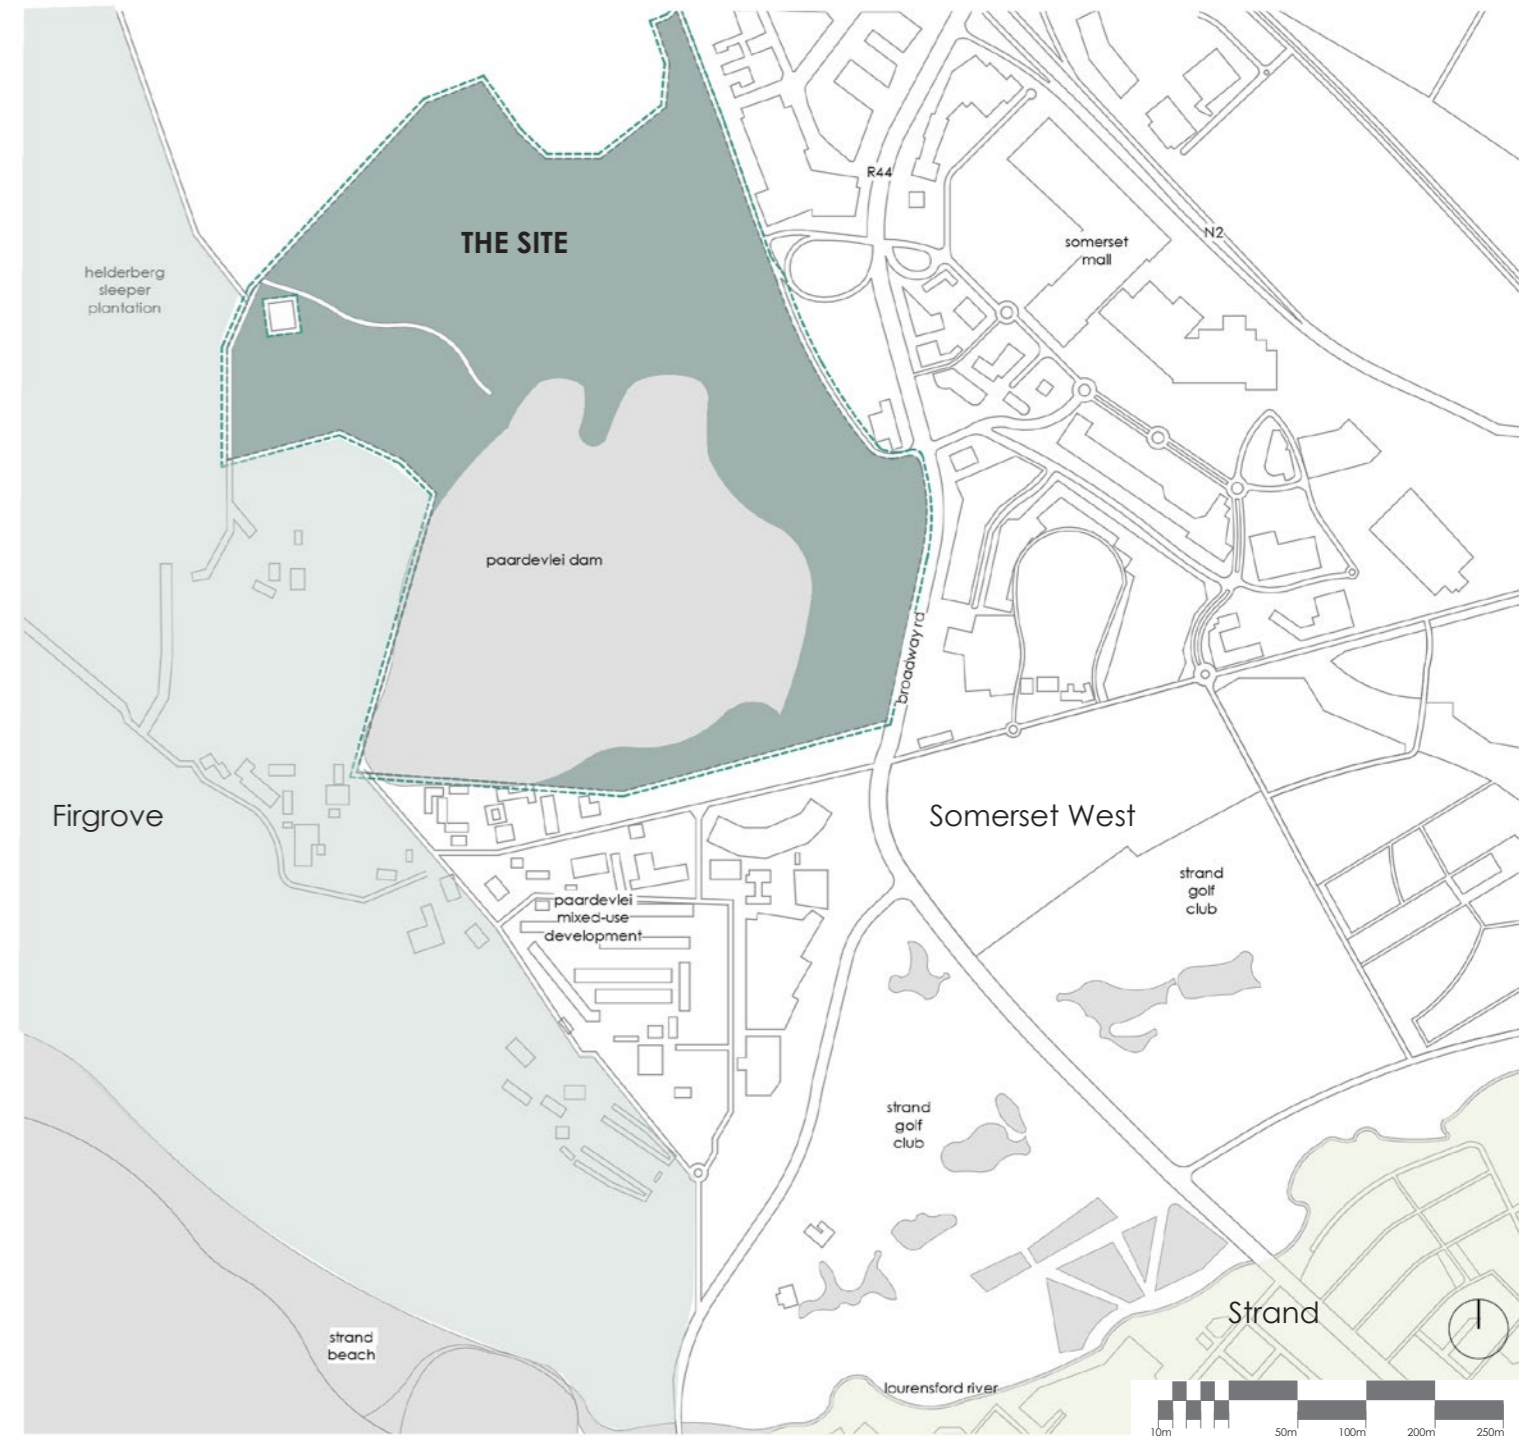 R44
THE SITE
N2
somerset
mall
helderberg
sleeper
plantation
paardevlei dam
broadway rd
Firgrove
Somerset West
strand
golf
club
paardevlei
mixed-use
development
strand
golf
club
Strand
strand
beach
lourensford river
10m 50m 100m 200m 250m